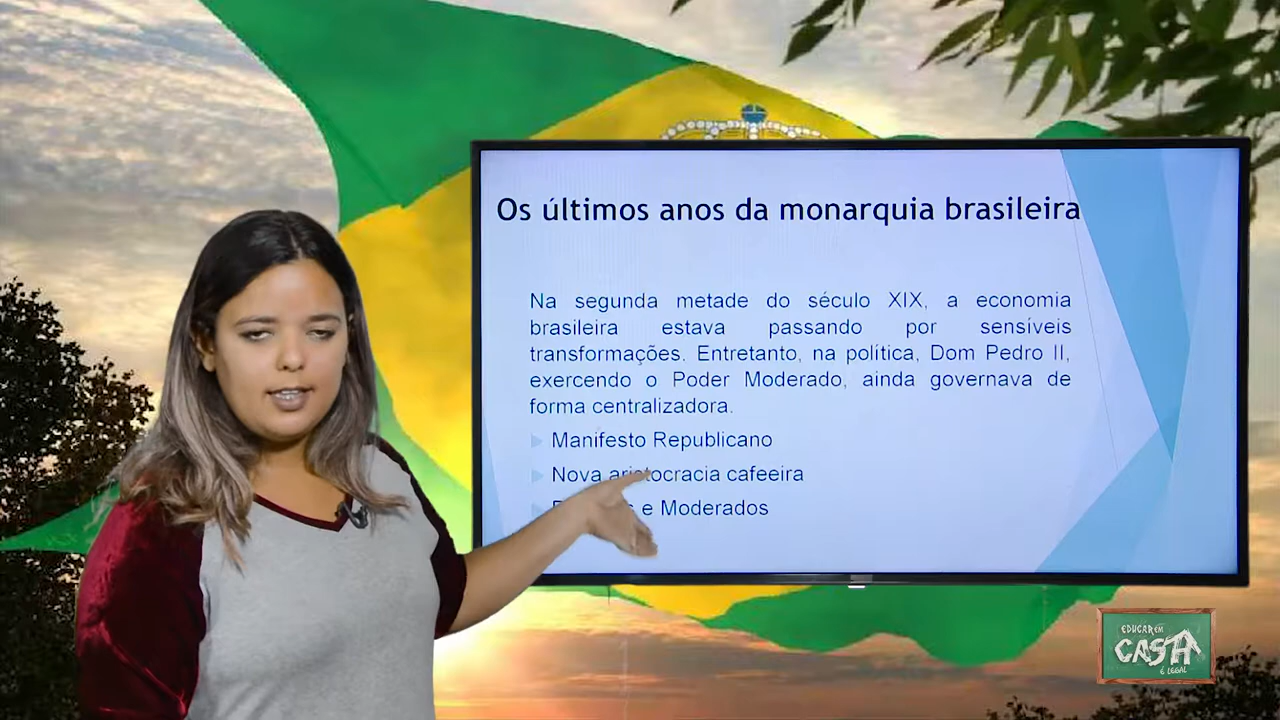 Os últimos anos da monarquia brasileira
Na segunda metade do século XIX, a economia
brasileira estava passando por sensíveis
transformações. Entretanto, na política, Dom Pedro II,
exercendo o Poder Moderado, ainda governava de
forma centralizadora.
Manifesto Republicano
Nova aristocracia cafeeira
e Moderados
EDUCAR EM
CASA
É LEGAL